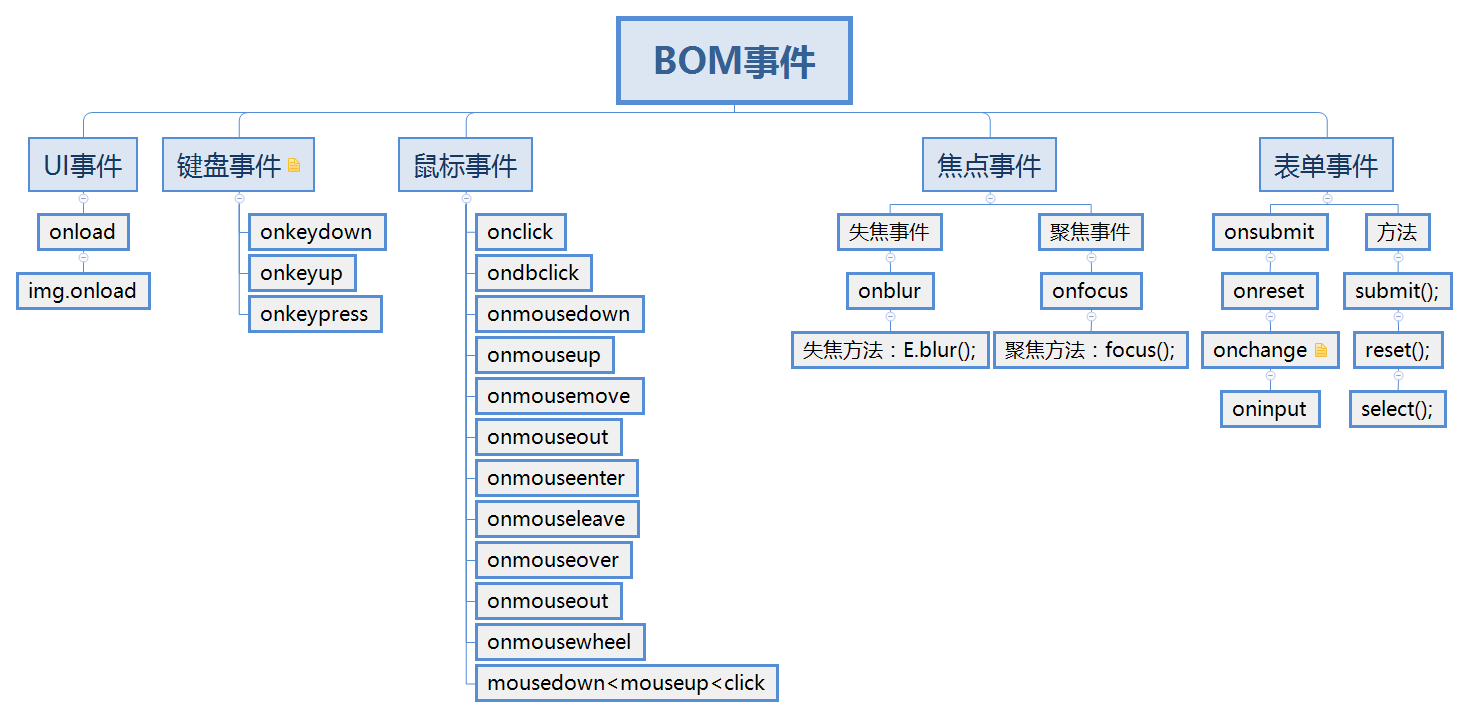 BOM事件
UI事件
onload
img.onload
键盘事件
onkeydown
onkeyup
onkeypress
鼠标事件
onclick
ondbclick
onmousedown
onmouseup
onmousemove
onmouseout
onmouseenter
onmouseleave
onmouseover
onmouseout
onmousewheel
mousedown<mouseup<click
焦点事件
失焦事件
onblur
失焦方法：E.blur();
聚焦事件
onfocus
聚焦方法：focus();
表单事件
onsubmit
onreset
onchange
oninput
方法
submit();
reset();
select();